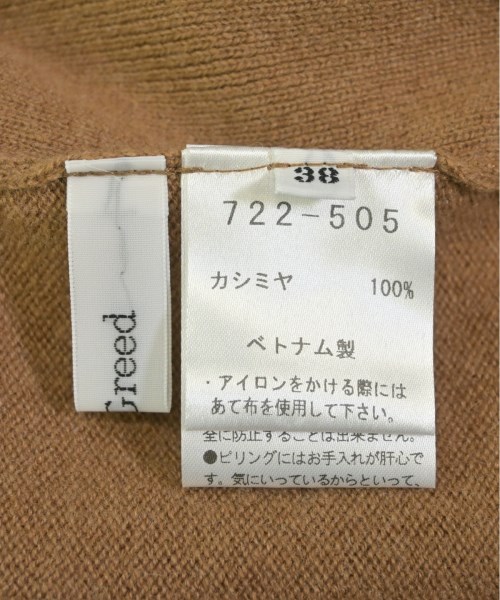 Greed
38
722-505
カシミヤ 100%
ベトナム製
・アイロンをかける際には
あて布を使用して下さい。
全に防止することは出来ません。
●ピリングにはお手入れが肝心で
す。気にいっているからといって、